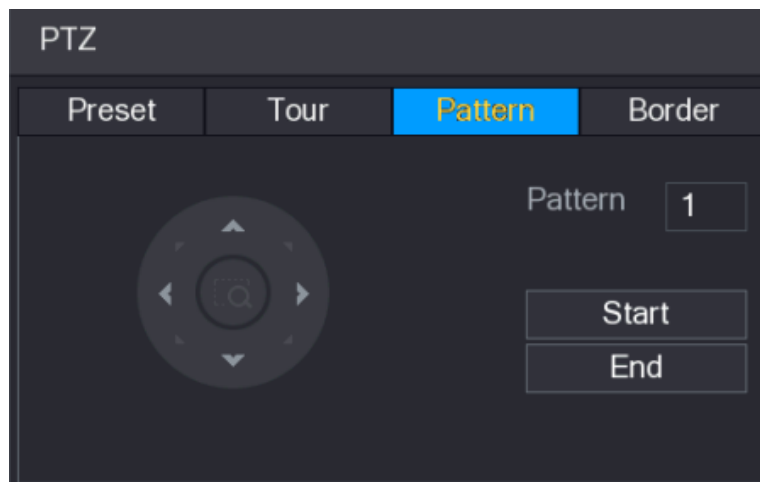 PTZ
Preset Tour Pattern Border
Pattern 1
Start
End